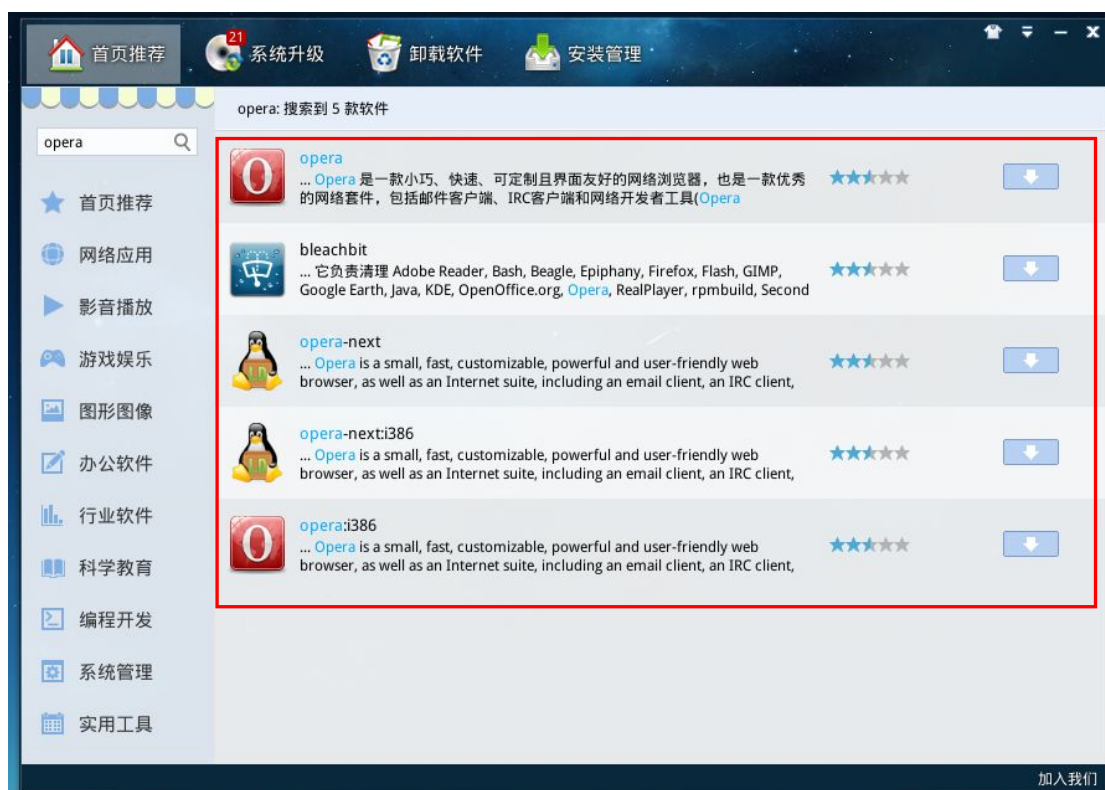 首页推荐
21
系统升级
卸载软件
安装管理
opera
opera: 搜索到 5 款软件
首页推荐
网络应用
影音播放
游戏娱乐
图形图像
办公软件
行业软件
科学教育
编程开发
系统管理
实用工具
opera
... Opera 是一款小巧、快速、可定制且界面友好的网络浏览器，也是一款优秀
的网络套件，包括邮件客户端、IRC客户端和网络开发者工具(Opera
bleachbit
... 它负责清理 Adobe Reader, Bash, Beagle, Epiphany, Firefox, Flash, GIMP,
Google Earth, Java, KDE, OpenOffice.org, Opera, RealPlayer, rpmbuild, Second
opera-next
... Opera is a small, fast, customizable, powerful and user-friendly web
browser, as well as an Internet suite, including an email client, an IRC client,
opera-next:i386
... Opera is a small, fast, customizable, powerful and user-friendly web
browser, as well as an Internet suite, including an email client, an IRC client,
opera:i386
... Opera is a small, fast, customizable, powerful and user-friendly web
browser, as well as an Internet suite, including an email client, an IRC client,
加入我们